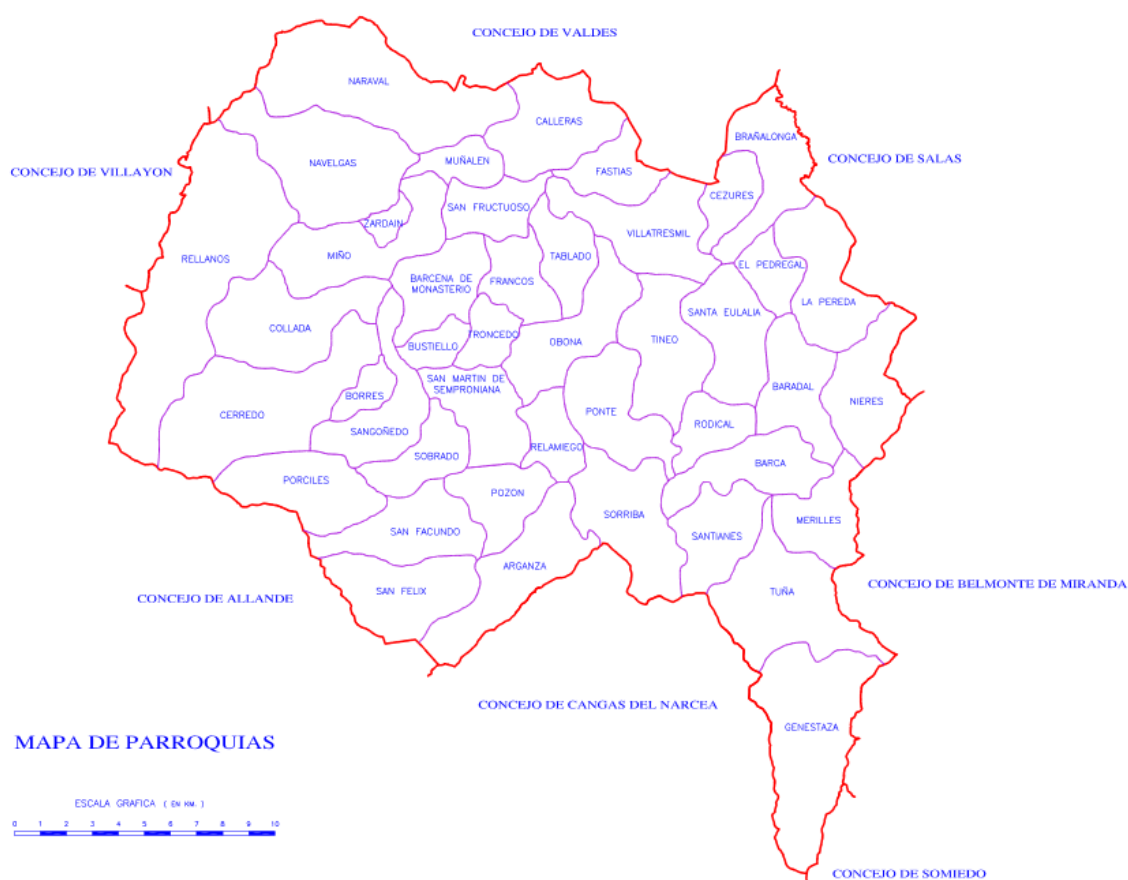 CONCEJO DE VALDES
NARAVAL
CALLERAS
BRAÑALONGA
CONCEJO DE SALAS
CONCEJO DE VILLAYON
NAVELGAS
MUÑALEN
FASTIAS
CEZURES
SAN FRUCTUOSO
ZARDAIN
VILLATRESMIL
RELLANOS
MIÑO
TABLADO
EL PEDREGAL
BARCENA DE
MONASTERIO
FRANCOS
LA PEREDA
SANTA EULALIA
COLLADA
TRONCEDO
TINEO
OBONA
BUSTIELLO
SAN MARTIN DE
SEMPRONIANA
BARADAL
BORRES
NIERES
CERREDO
PONTE
RODICAL
SANGOÑEDO
RELAMIEGO
SOBRADO
BARCA
PORCILES
POZON
SORRIBA
MERILLES
SAN FACUNDO
SANTIANES
ARGANZA
CONCEJO DE BELMONTE DE MIRANDA
SAN FELIX
TUÑA
CONCEJO DE ALLANDE
CONCEJO DE CANGAS DEL NARCEA
GENESTAZA
MAPA DE PARROQUIAS
ESCALA GRAFICA ( EN KM. )
0 1 2 3 4 5 6 7 8 9 10
CONCEJO DE SOMIEDO